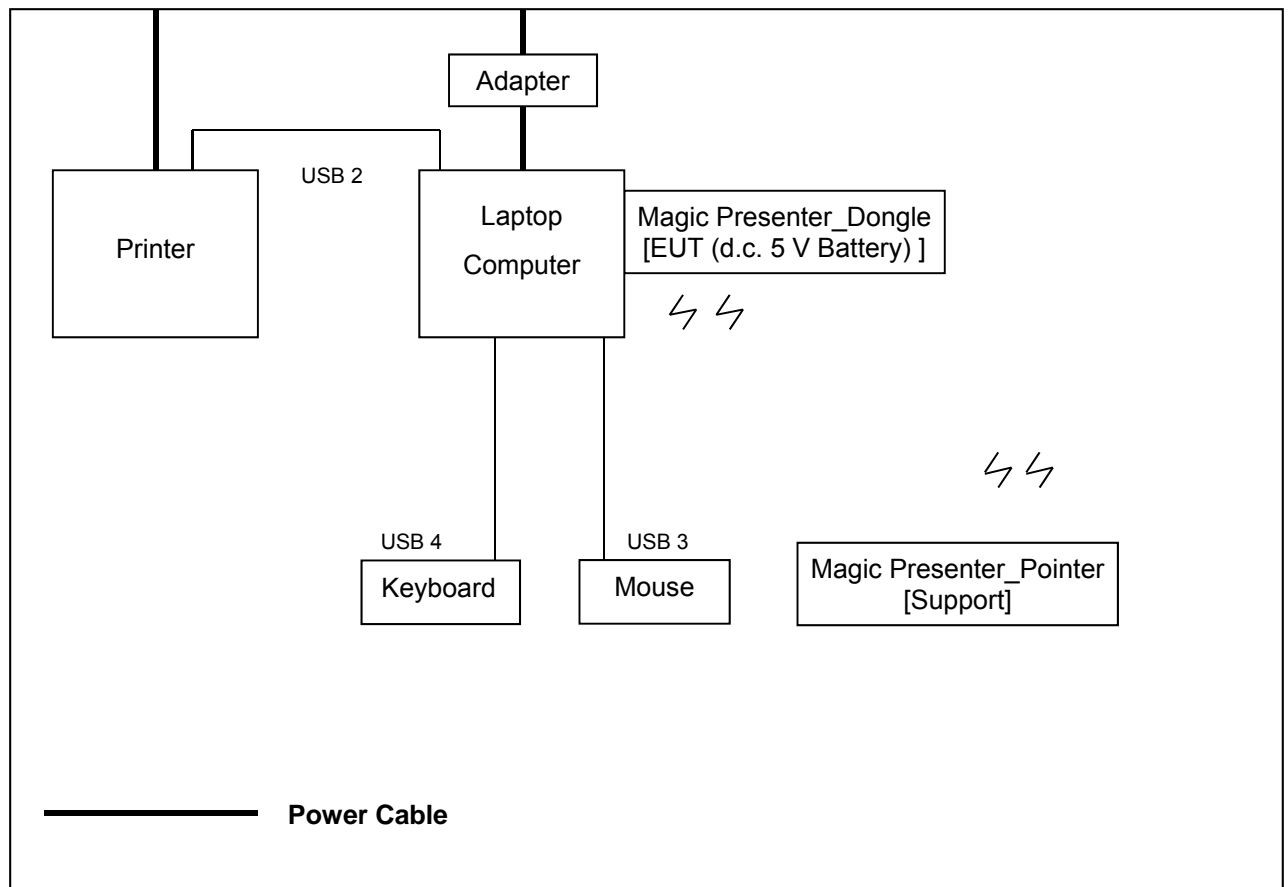 Adapter
USB 2
Printer
Laptop
Computer
Magic Presenter_Dongle
[EUT (d.c. 5 V Battery) ]
USB 4
USB 3
Keyboard
Mouse
Magic Presenter_Pointer
[Support]
Power Cable